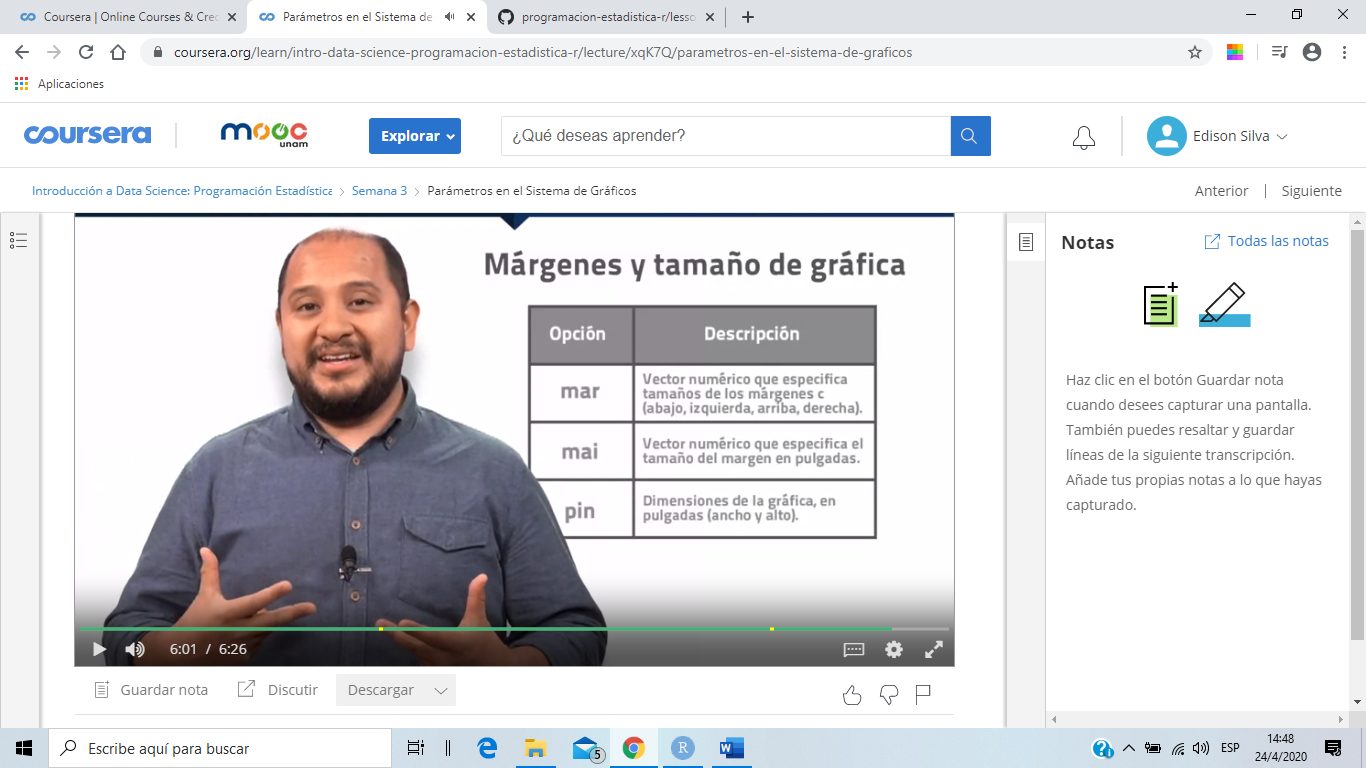 Coursera | Online Courses & Cred
Parámetros en el Sistema de
programacion-estadistica-r/lesso
coursera.org/learn/intro-data-science-programacion-estadistica-r/lecture/xqK7Q/parametros-en-el-sistema-de-graficos
Aplicaciones
coursera
mooc
unam
Explorar
¿Qué deseas aprender?
Edison Silva
Introducción a Data Science: Programación Estadística
Semana 3
Parámetros en el Sistema de Gráficos
Anterior | Siguiente
Márgenes y tamaño de gráfica
Opción
Descripción
mar
Vector numérico que especifica
tamaños de los márgenes c
(abajo, izquierda, arriba, derecha).
mai
Vector numérico que especifica el
tamaño del margen en pulgadas.
pin
Dimensiones de la gráfica, en
pulgadas (ancho y alto).
6:01 / 6:26
Guardar nota
Discutir
Descargar
Notas
Todas las notas
Haz clic en el botón Guardar nota
cuando desees capturar una pantalla.
También puedes resaltar y guardar
líneas de la siguiente transcripción.
Añade tus propias notas a lo que hayas
capturado.
Escribe aquí para buscar
5
R
W
ESP
14:48
24/4/2020